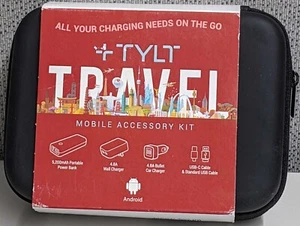 ALL YOUR CHARGING NEEDS ON THE GO
+TYLT
TRAVEL
MOBILE ACCESSORY KIT
5,200mAh Portable
Power Bank
4.8A
Wall Charger
4.8A Bullet
Car Charger
USB-C Cable
& Standard USB Cable
Android